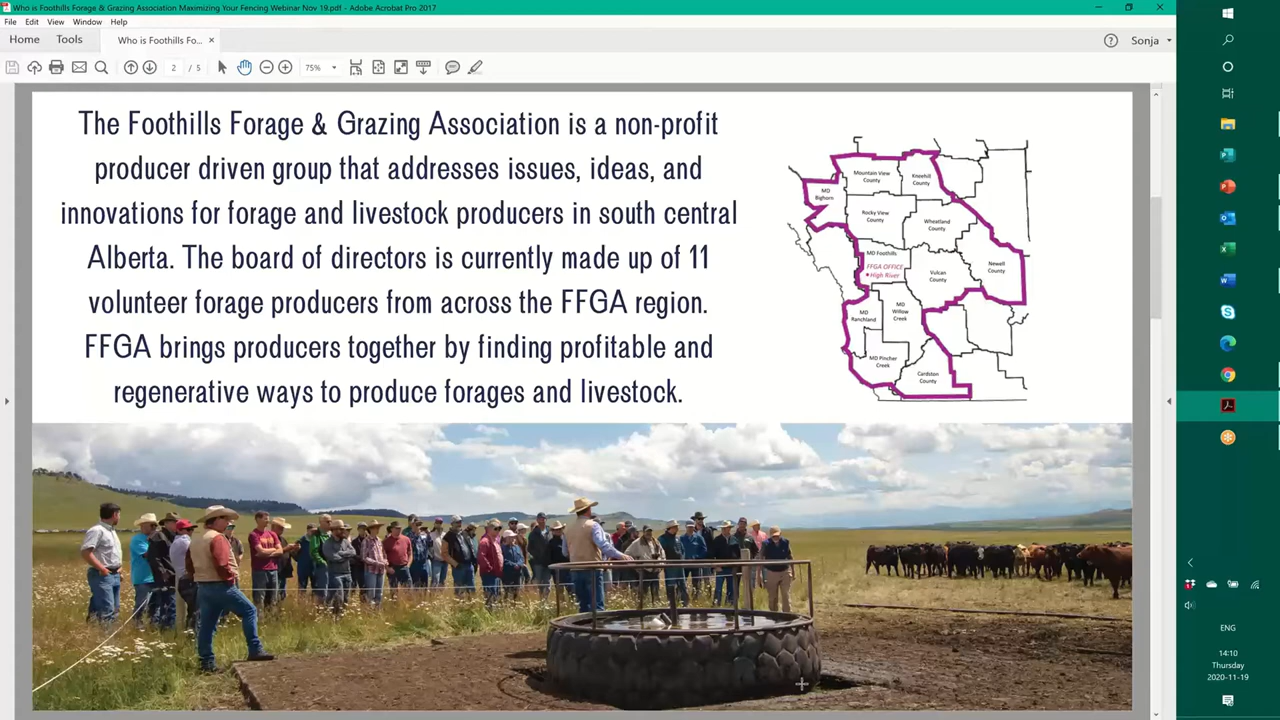 Who is Foothills Forage & Grazing Association Maximizing Your Fencing Webinar Nov 19.pdf - Adobe Acrobat Pro 2017
File Edit View Window Help
Home Tools Who is Foothills Fo... × Sonja
2 / 5 75%
The Foothills Forage & Grazing Association is a non-profit
producer driven group that addresses issues, ideas, and
innovations for forage and livestock producers in south central
Alberta. The board of directors is currently made up of 11
volunteer forage producers from across the FFGA region.
FFGA brings producers together by finding profitable and
regenerative ways to produce forages and livestock.
Mountain View
County
Kneehill
County
MD
Bighorn
Rocky View
County
Wheatland
County
MD Foothills
FFGA OFFICE
High River
Vulcan
County
Newell
County
MD
Ranchland
MD
Willow
Creek
MD Pincher
Creek
Cardston
County
ENG
14:10
Thursday
2020-11-19